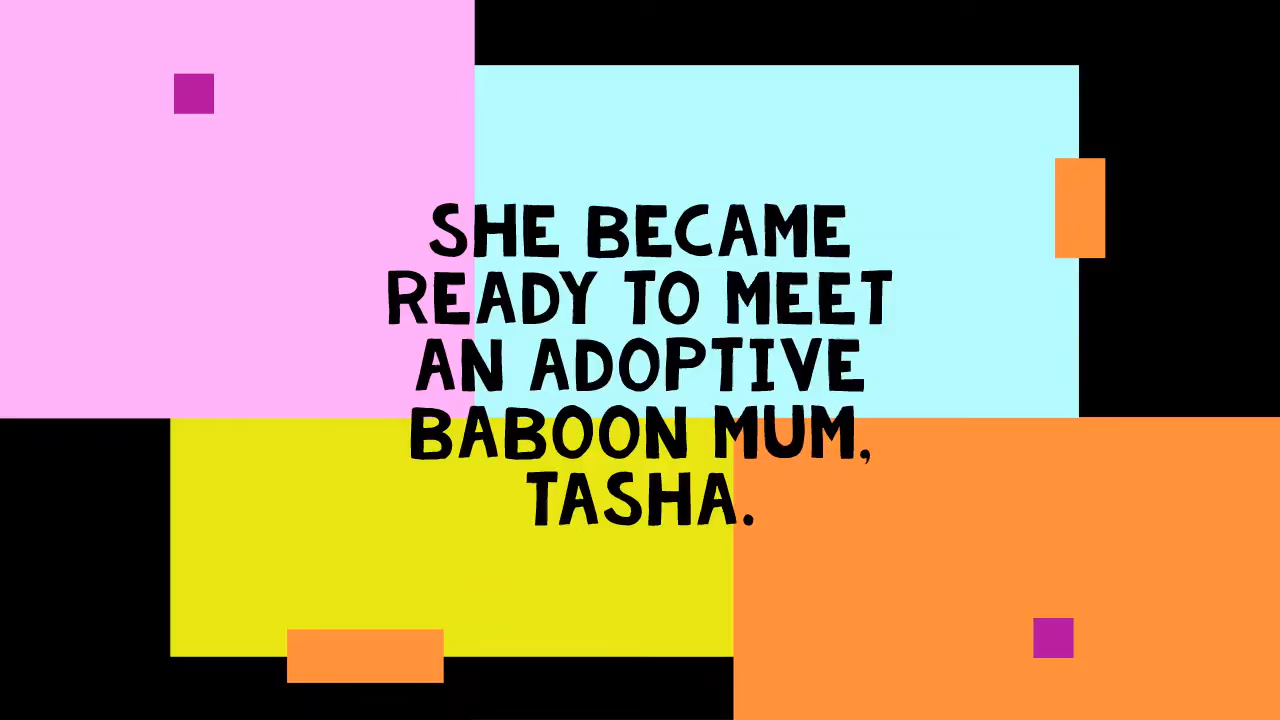 SHE BECAME
READY TO MEET
AN ADOPTIVE
BABOON MUM,
TASHA.